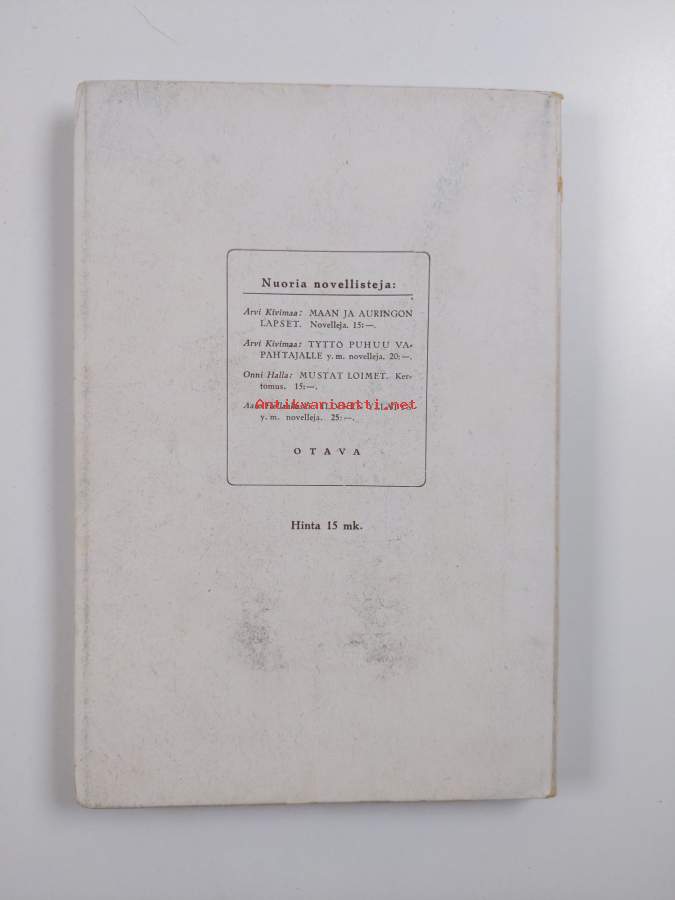 Nuoria novellisteja:
Arvi Kivimaa: MAAN JA AURINGON
LAPSET. Novelleja. 15:—.
Arvi Kivimaa: TYTTÖ PUHUU VA-
PAHTAJALLE y. m. novelleja. 20:—.
Onni Halla: MUSTAT LOIMET. Ker-
tomus. 15:—.
Antikvariaatti.net
y. m. novelleja. 25:—.
OTAVA
Hinta 15 mk.